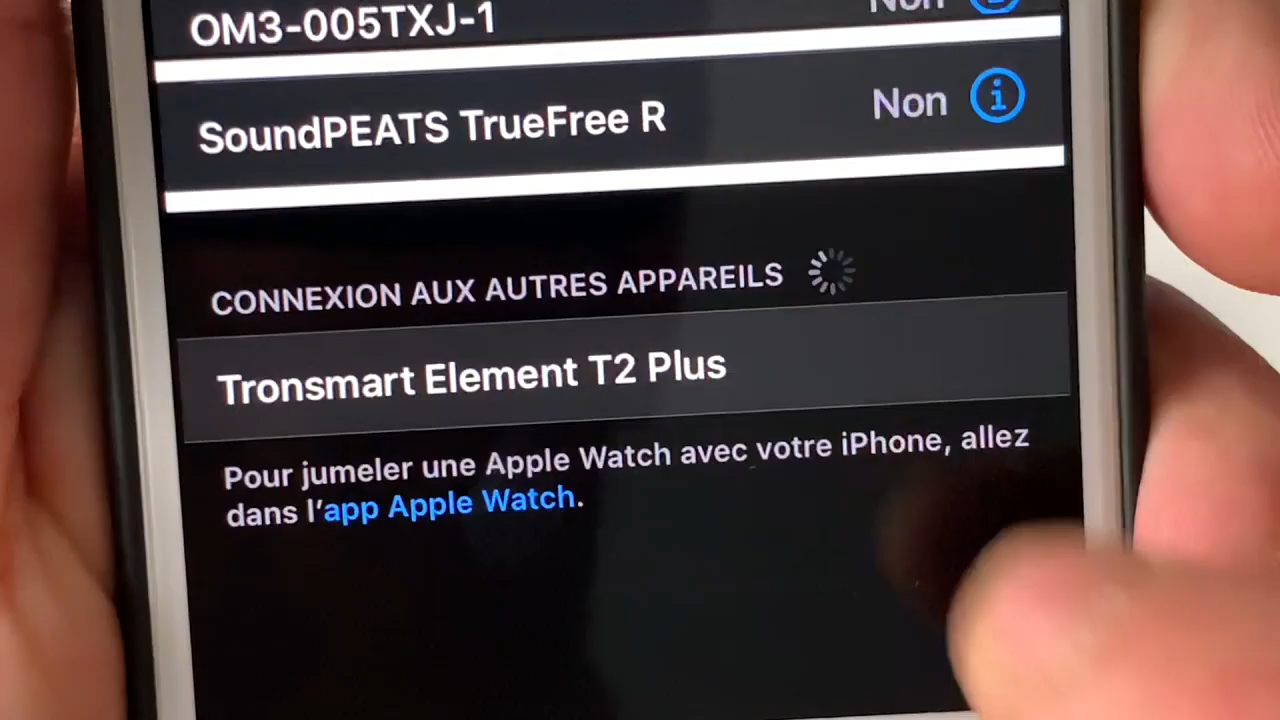 OM3-005TXJ-1 Non
SoundPEATS TrueFree R Non
CONNEXION AUX AUTRES APPAREILS
Tronsmart Element T2 Plus
Pour jumeler une Apple Watch avec votre iPhone, allez
dans l’app Apple Watch.